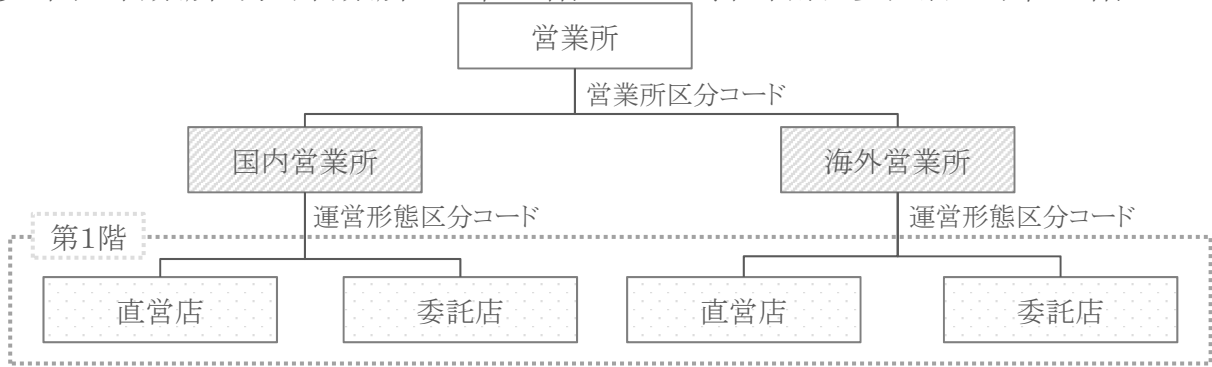 営業所
営業所区分コード
国内営業所
海外営業所
運営形態区分コード
運営形態区分コード
第1階
直営店
委託店
直営店
委託店